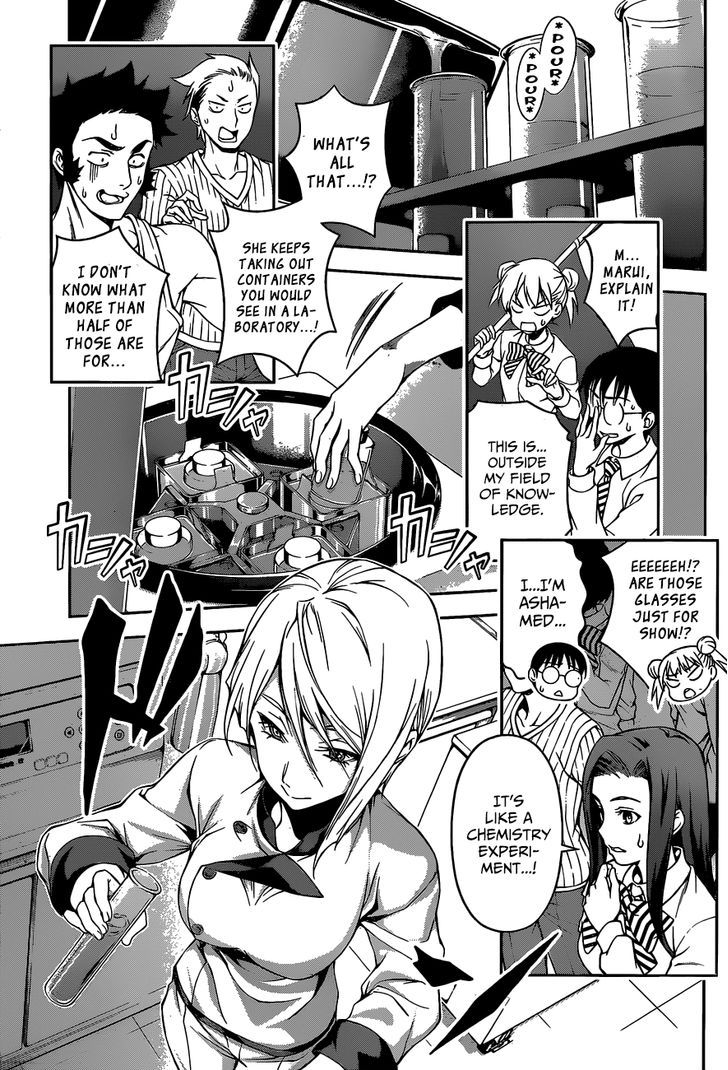 *POUR*
*POUR*
WHAT'S
ALL
THAT...!?
SHE KEEPS
TAKING OUT
CONTAINERS
YOU WOULD
SEE IN A LA-
BORATORY...!
I DON'T
KNOW WHAT
MORE THAN
HALF OF
THOSE ARE
FOR...
M...
MARUI,
EXPLAIN
IT!
THIS IS...
OUTSIDE
MY FIELD
OF KNOW-
LEDGE.
カシャ
カシャ
カシャ
EEEEEEH!?
ARE THOSE
GLASSES
JUST FOR
SHOW!?
I...I'M
ASHA-
MED...
IT'S
LIKE A
CHEMISTRY
EXPERI-
MENT...!